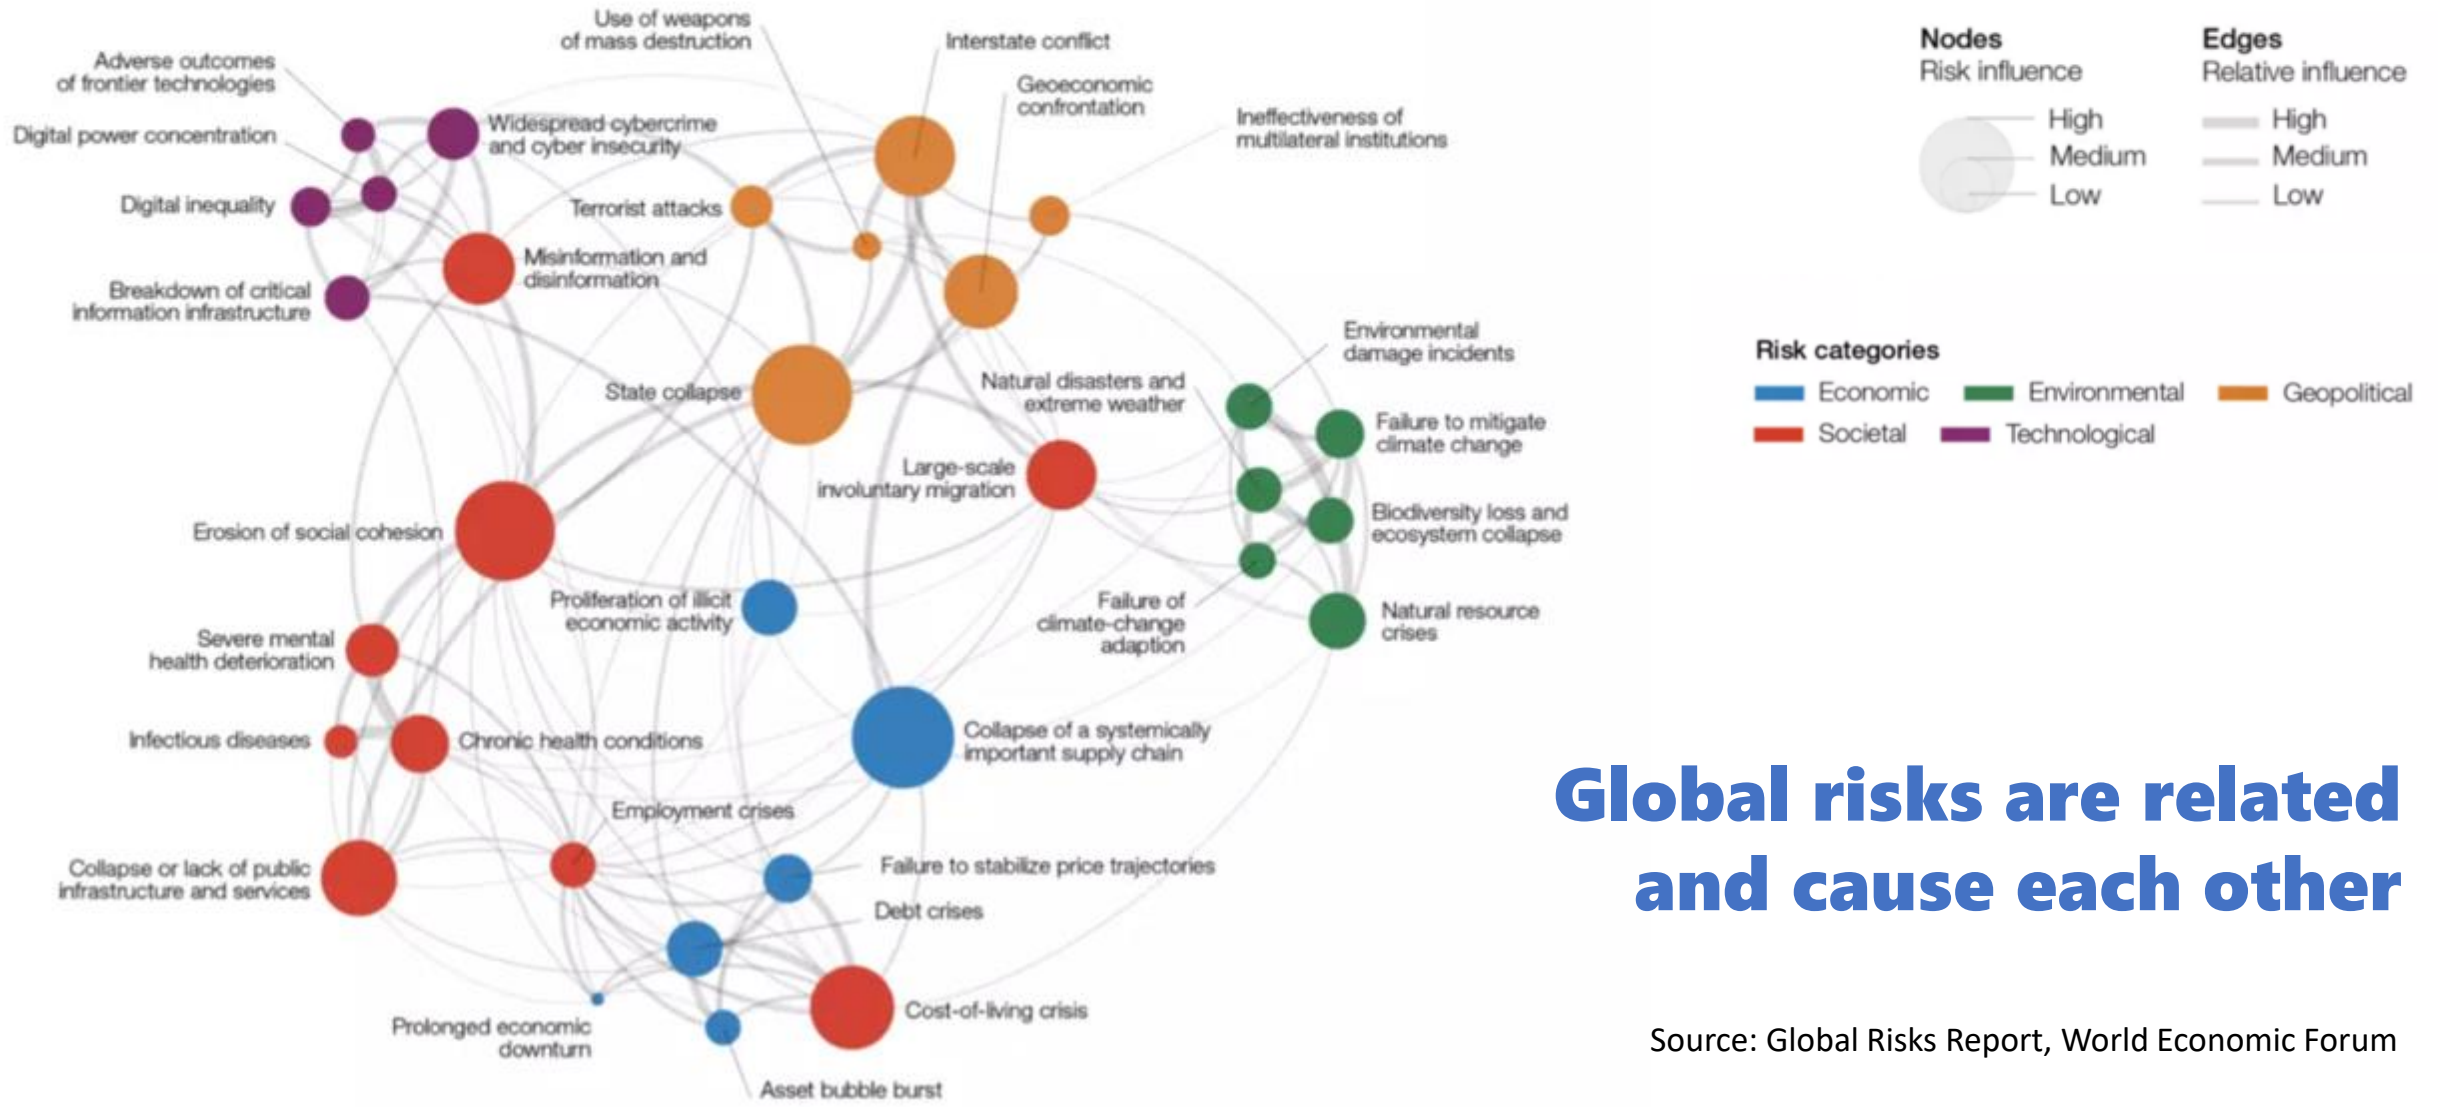 Use of weapons
of mass destruction
Interstate conflict
Adverse outcomes
of frontier technologies
Geoeconomic
confrontation
Ineffectiveness of
multilateral institutions
Digital power concentration
Widespread cybercrime
and cyber insecurity
Digital inequality
Terrorist attacks
Misinformation and
disinformation
Breakdown of critical
information infrastructure
Environmental
damage incidents
State collapse
Natural disasters and
extreme weather
Failure to mitigate
climate change
Large-scale
involuntary migration
Biodiversity loss and
ecosystem collapse
Erosion of social cohesion
Proliferation of illicit
economic activity
Failure of
climate-change
adaption
Natural resource
crises
Severe mental
health deterioration
Infectious diseases
Chronic health conditions
Collapse of a systemically
important supply chain
Employment crises
Collapse or lack of public
infrastructure and services
Failure to stabilize price trajectories
Debt crises
Prolonged economic
downturn
Cost-of-living crisis
Asset bubble burst
Nodes
Risk influence
High
Medium
Low
Edges
Relative influence
High
Medium
Low
Risk categories
Economic Environmental Geopolitical
Societal Technological
Global risks are related
and cause each other
Source: Global Risks Report, World Economic Forum